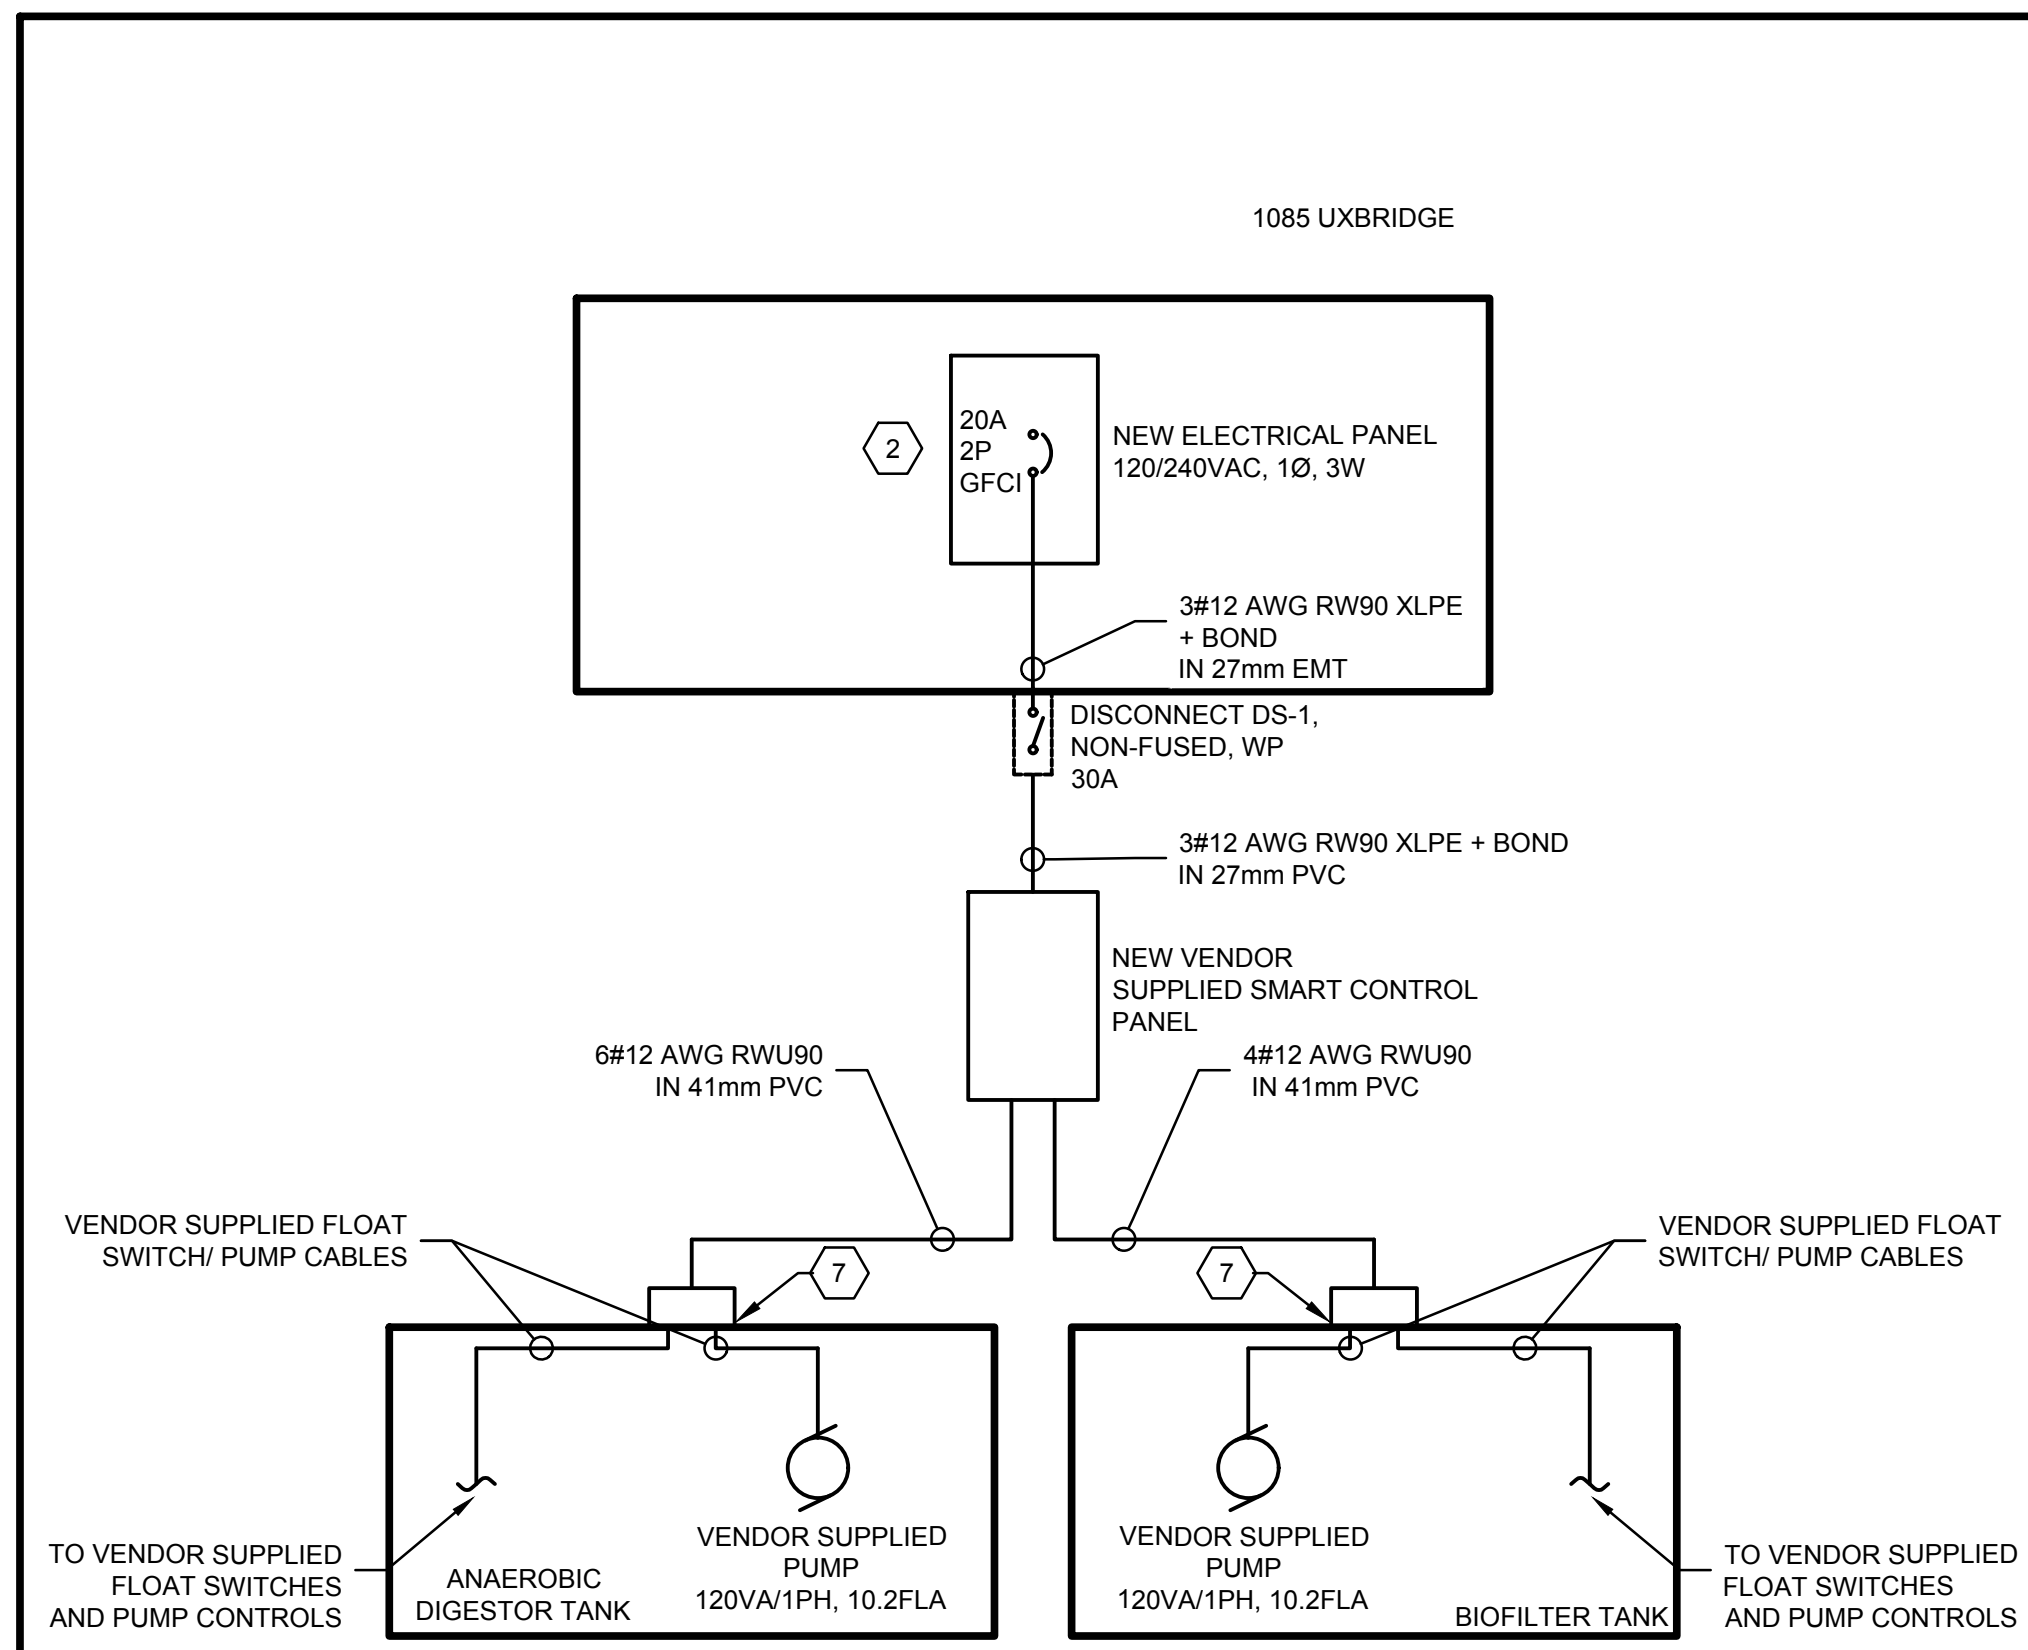 1085 UXBRIDGE
20A
2P
GFCI
2
NEW ELECTRICAL PANEL
120/240VAC, 1Ø, 3W
3#12 AWG RW90 XLPE
+ BOND
IN 27mm EMT
DISCONNECT DS-1,
NON-FUSED, WP
30A
3#12 AWG RW90 XLPE + BOND
IN 27mm PVC
NEW VENDOR
SUPPLIED SMART CONTROL
PANEL
6#12 AWG RWU90
IN 41mm PVC
4#12 AWG RWU90
IN 41mm PVC
VENDOR SUPPLIED FLOAT
SWITCH/ PUMP CABLES
7
7
VENDOR SUPPLIED FLOAT
SWITCH/ PUMP CABLES
TO VENDOR SUPPLIED
FLOAT SWITCHES
AND PUMP CONTROLS
ANAEROBIC
DIGESTOR TANK
VENDOR SUPPLIED
PUMP
120VA/1PH, 10.2FLA
VENDOR SUPPLIED
PUMP
120VA/1PH, 10.2FLA
BIOFILTER TANK
TO VENDOR SUPPLIED
FLOAT SWITCHES
AND PUMP CONTROLS